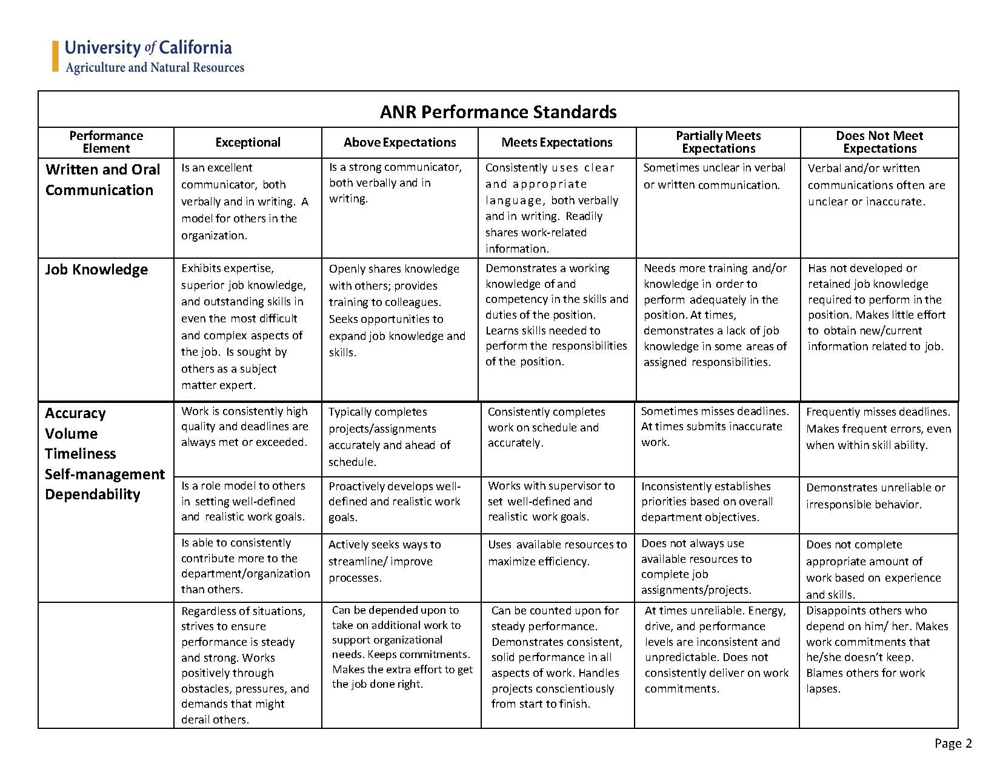 University of California
Agriculture and Natural Resources
ANR Performance Standards
Performance
Element
Exceptional
Above Expectations
Meets Expectations
Partially Meets
Expectations
Does Not Meet
Expectations
Written and Oral
Communication
Is an excellent
communicator, both
verbally and in writing. A
model for others in the
organization.
Is a strong communicator,
both verbally and in
writing.
Consistently uses clear
and appropriate
language, both verbally
and in writing. Readily
shares work-related
information.
Sometimes unclear in verbal
or written communication.
Verbal and/or written
communications often are
unclear or inaccurate.
Job Knowledge
Exhibits expertise,
superior job knowledge,
and outstanding skills in
even the most difficult
and complex aspects of
the job. Is sought by
others as a subject
matter expert.
Openly shares knowledge
with others; provides
training to colleagues.
Seeks opportunities to
expand job knowledge and
skills.
Demonstrates a working
knowledge of and
competency in the skills and
duties of the position.
Learns skills needed to
perform the responsibilities
of the position.
Needs more training and/or
knowledge in order to
perform adequately in the
position. At times,
demonstrates a lack of job
knowledge in some areas of
assigned responsibilities.
Has not developed or
retained job knowledge
required to perform in the
position. Makes little effort
to obtain new/current
information related to job.
Accuracy
Volume
Timeliness
Self-management
Dependability
Work is consistently high
quality and deadlines are
always met or exceeded.
Typically completes
projects/assignments
accurately and ahead of
schedule.
Consistently completes
work on schedule and
accurately.
Sometimes misses deadlines.
At times submits inaccurate
work.
Frequently misses deadlines.
Makes frequent errors, even
when within skill ability.
Is a role model to others
in setting well-defined
and realistic work goals.
Proactively develops well-
defined and realistic work
goals.
Works with supervisor to
set well-defined and
realistic work goals.
Inconsistently establishes
priorities based on overall
department objectives.
Demonstrates unreliable or
irresponsible behavior.
Is able to consistently
contribute more to the
department/organization
than others.
Actively seeks ways to
streamline/ improve
processes.
Uses available resources to
maximize efficiency.
Does not always use
available resources to
complete job
assignments/projects.
Does not complete
appropriate amount of
work based on experience
and skills.
Regardless of situations,
strives to ensure
performance is steady
and strong. Works
positively through
obstacles, pressures, and
demands that might
derail others.
Can be depended upon to
take on additional work to
support organizational
needs. Keeps commitments.
Makes the extra effort to get
the job done right.
Can be counted upon for
steady performance.
Demonstrates consistent,
solid performance in all
aspects of work. Handles
projects conscientiously
from start to finish.
At times unreliable. Energy,
drive, and performance
levels are inconsistent and
unpredictable. Does not
consistently deliver on work
commitments.
Disappoints others who
depend on him/ her. Makes
work commitments that
he/she doesn’t keep.
Blames others for work
lapses.
Page 2